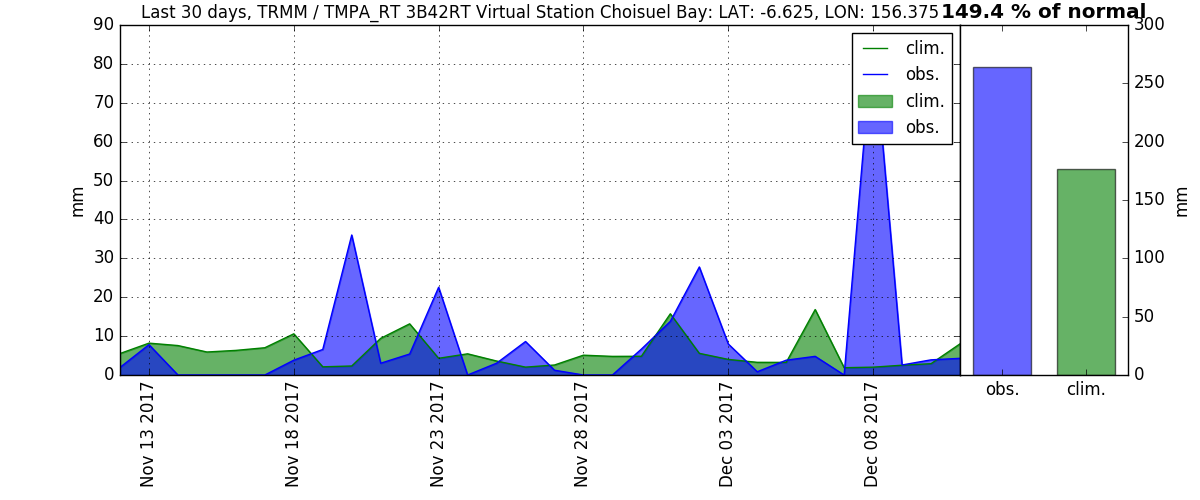 Last 30 days, TRMM / TMPA_RT 3B42RT Virtual Station Choisuel Bay: LAT: -6.625, LON: 156.375
149.4 % of normal
90
80
70
60
50
40
30
20
10
0
mm
clim.
obs.
clim.
obs.
Nov 13 2017
Nov 18 2017
Nov 23 2017
Nov 28 2017
Dec 03 2017
Dec 08 2017
300
250
200
150
100
50
0
mm
obs.
clim.